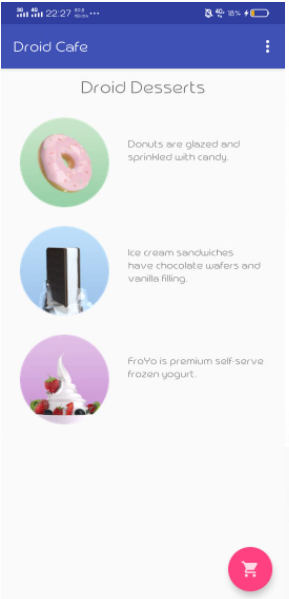 22:27
18%
Droid Cafe
Droid Desserts
Donuts are glazed and
sprinkled with candy.
Ice cream sandwiches
have chocolate wafers and
vanilla filling.
FroYo is premium self-serve
frozen yogurt.